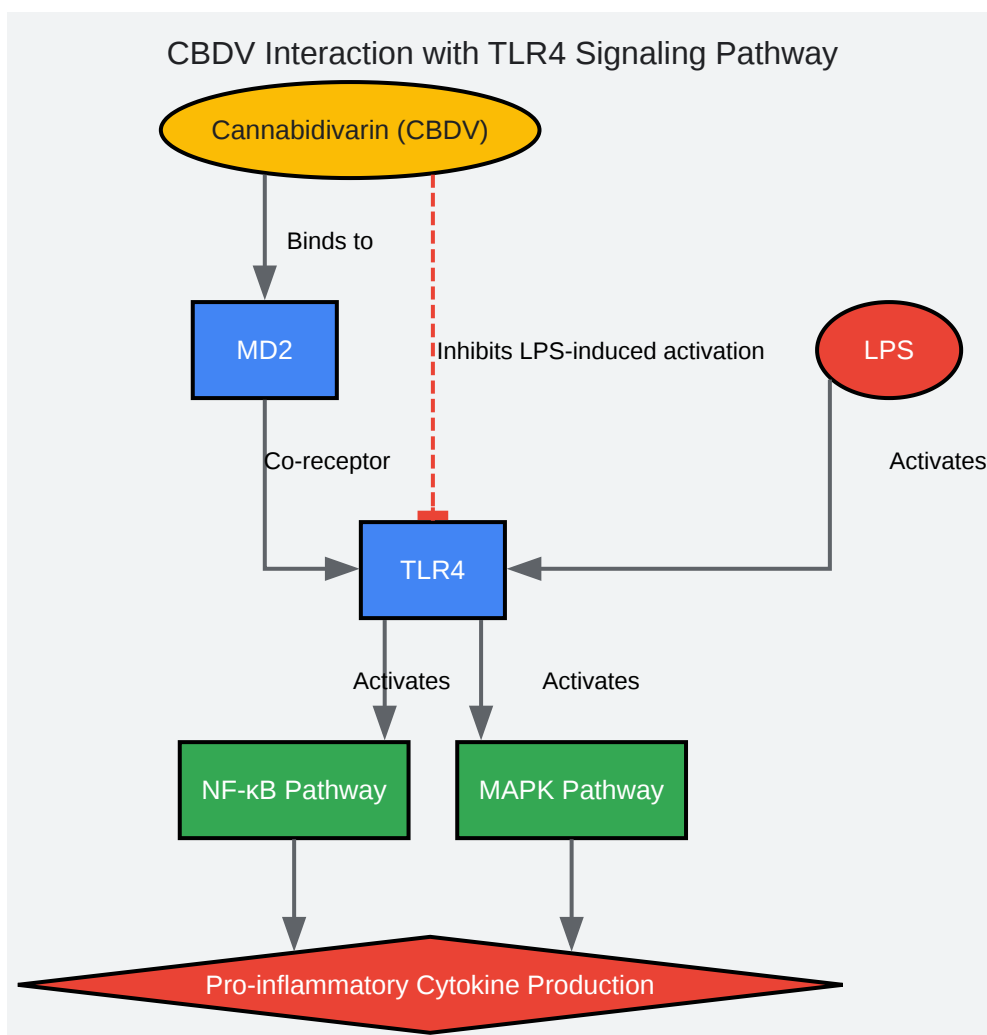 CBDV Interaction with TLR4 Signaling Pathway
Cannabidivarin (CBDV)
Binds to
MD2
Inhibits LPS-induced activation
LPS
Co-receptor
Activates
TLR4
Activates
Activates
NF-κB Pathway
MAPK Pathway
Pro-inflammatory Cytokine Production